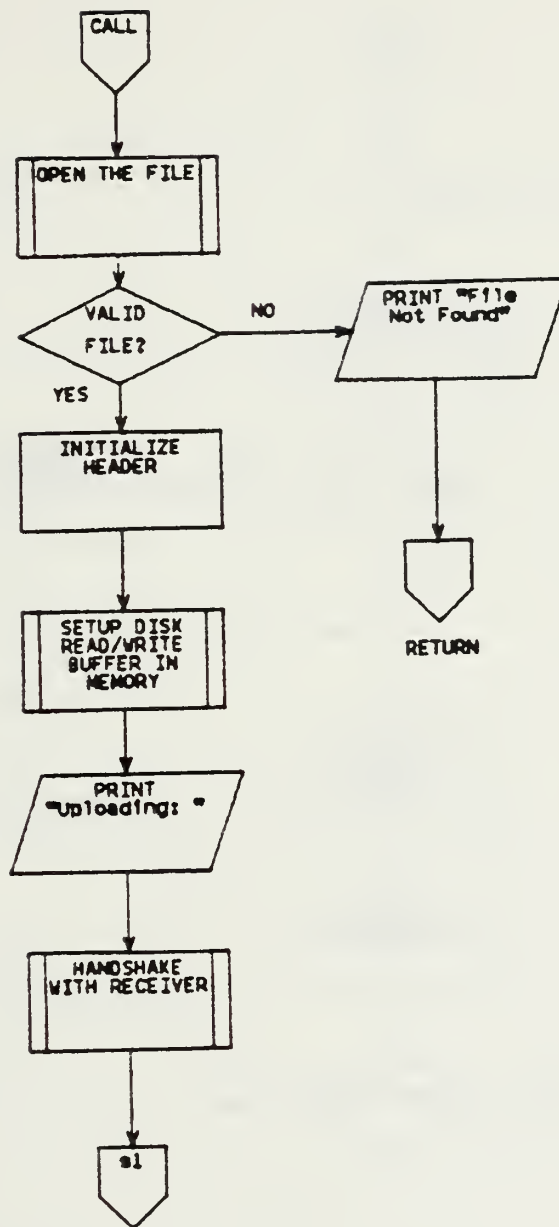 CALL
OPEN THE FILE
VALID
FILE?
NO
PRINT "File
Not Found"
YES
INITIALIZE
HEADER
RETURN
SETUP DISK
READ/WRITE
BUFFER IN
MEMORY
PRINT
"Uploading: "
HANDSHAKE
WITH RECEIVER
s1